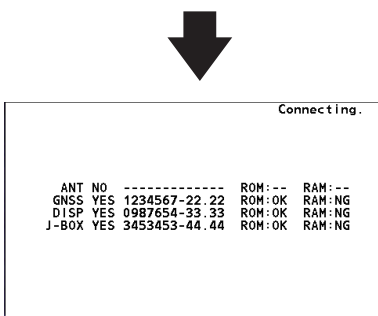 Connecting.
ANT NO ------------- ROM:-- RAM:--
GNSS YES 1234567-22.22 ROM:OK RAM:NG
DISP YES 0987654-33.33 ROM:OK RAM:NG
J-BOX YES 3453453-44.44 ROM:OK RAM:NG